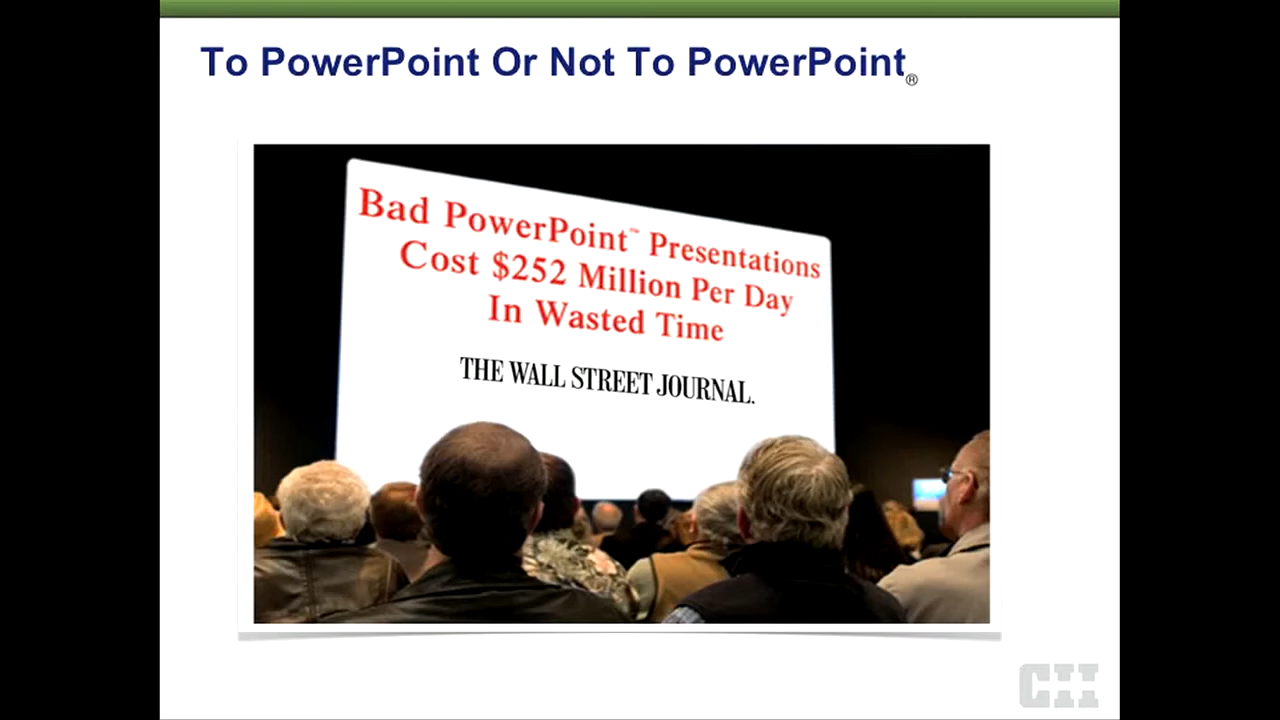 To PowerPoint Or Not To PowerPoint®
Bad PowerPoint™ Presentations
Cost $252 Million Per Day
In Wasted Time
THE WALL STREET JOURNAL.
CII